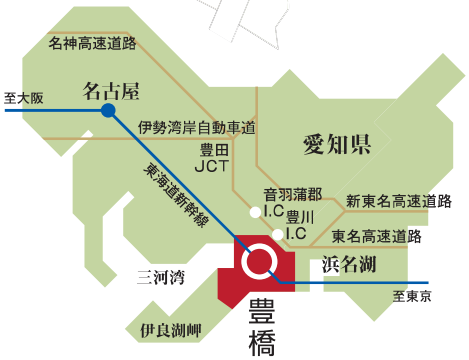 名神高速道路
至大阪
名古屋
伊勢湾岸自動車道
豊田
JCT
愛知県
東海道新幹線
音羽蒲郡
I.C
豊川
I.C
新東名高速道路
東名高速道路
三河湾
浜名湖
至東京
伊良湖岬
豊橋